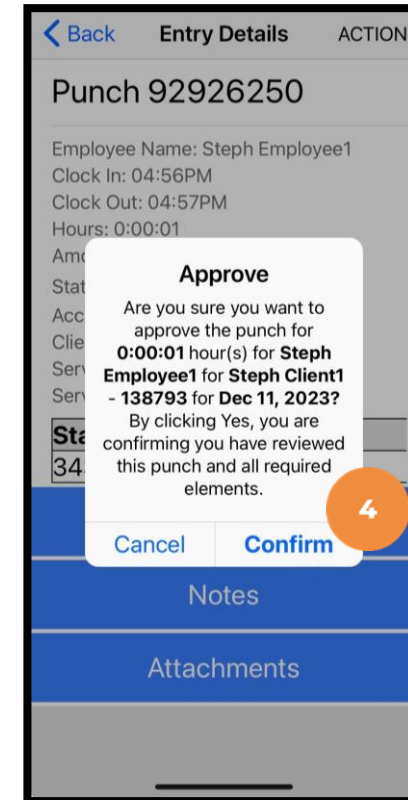 Back Entry Details ACTION
Punch 92926250
Employee Name: Steph Employee1
Clock In: 04:56PM
Clock Out: 04:57PM
Hours: 0:00:01
Approve
Are you sure you want to
approve the punch for
0:00:01 hour(s) for Steph
Employee1 for Steph Client1
- 138793 for Dec 11, 2023?
By clicking Yes, you are
confirming you have reviewed
this punch and all required
elements.
4
Cancel Confirm
Notes
Attachments